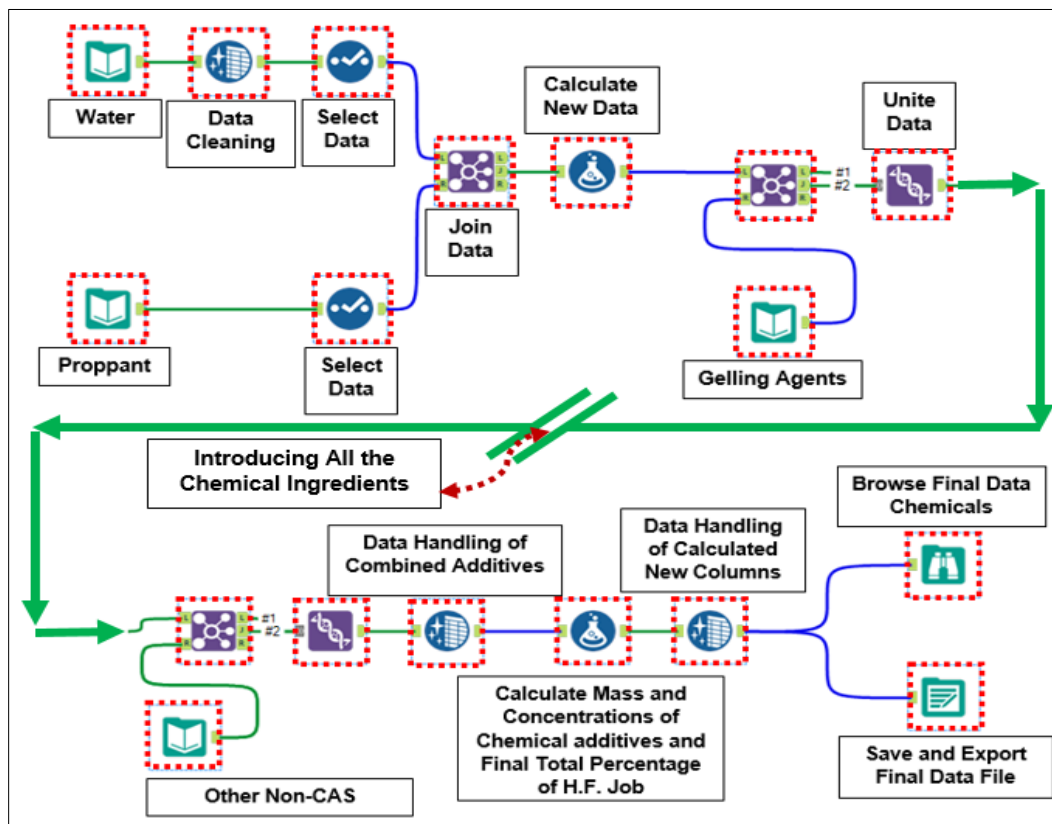 Water
Data
Cleaning
Select
Data
Calculate
New Data
Unite
Data
L
R
L
J
R
Join
Data
L
R
L
J
R
#1
#2
Proppant
Select
Data
Gelling Agents
Introducing All the
Chemical Ingredients
Browse Final Data
Chemicals
Data Handling of
Combined Additives
Data Handling
of Calculated
New Columns
L
R
L
J
R
#1
#2
Calculate Mass and
Concentrations of
Chemical additives and
Final Total Percentage
of H.F. Job
Other Non-CAS
Save and Export
Final Data File